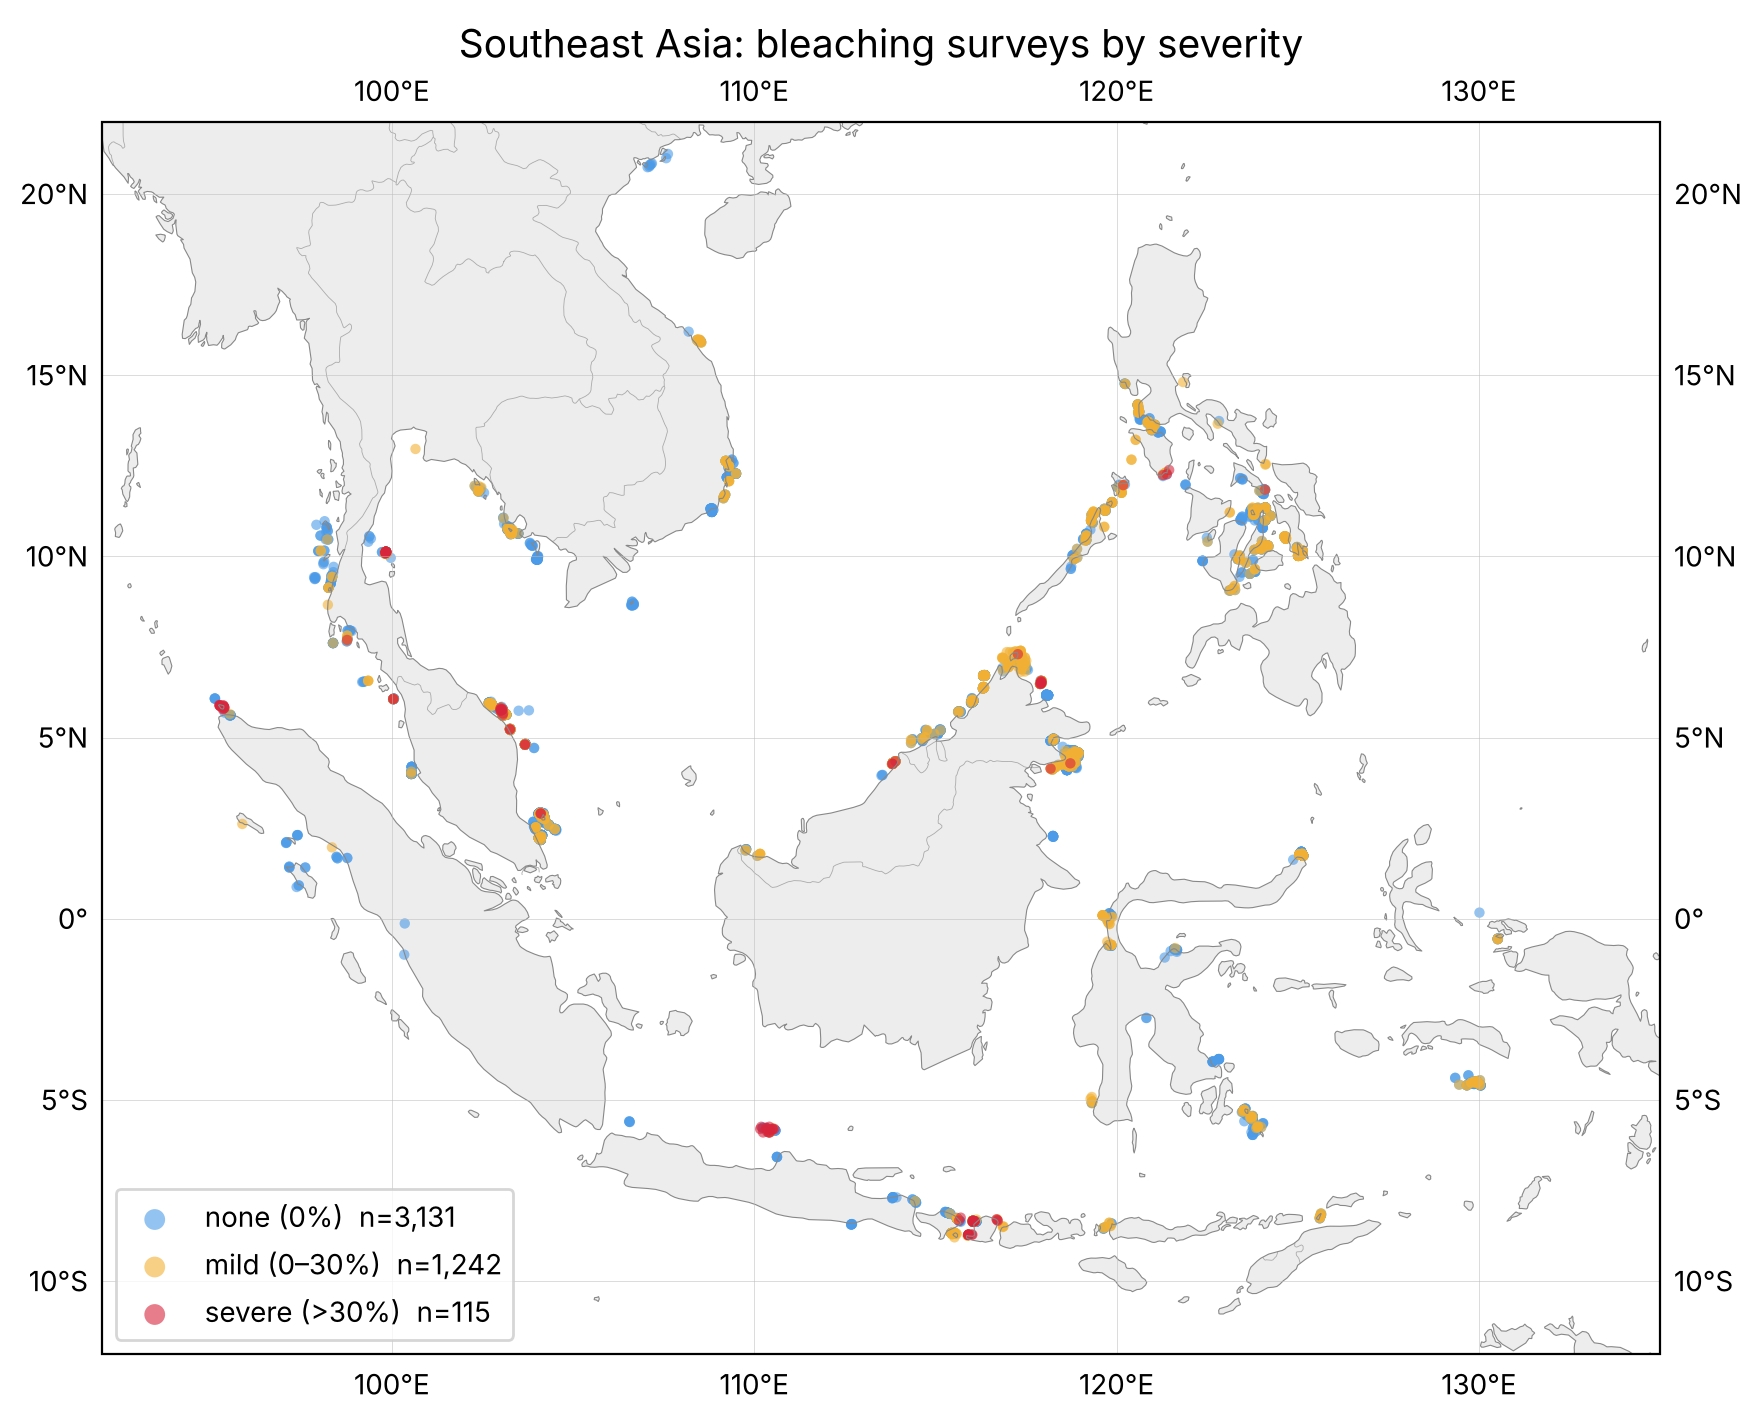 Southeast Asia: bleaching surveys by severity
100°E 110°E 120°E 130°E
20°N 20°N
15°N 15°N
10°N 10°N
5°N 5°N
0° 0°
5°S 5°S
10°S 10°S
none (0%) n=3,131
mild (0–30%) n=1,242
severe (>30%) n=115
100°E 110°E 120°E 130°E